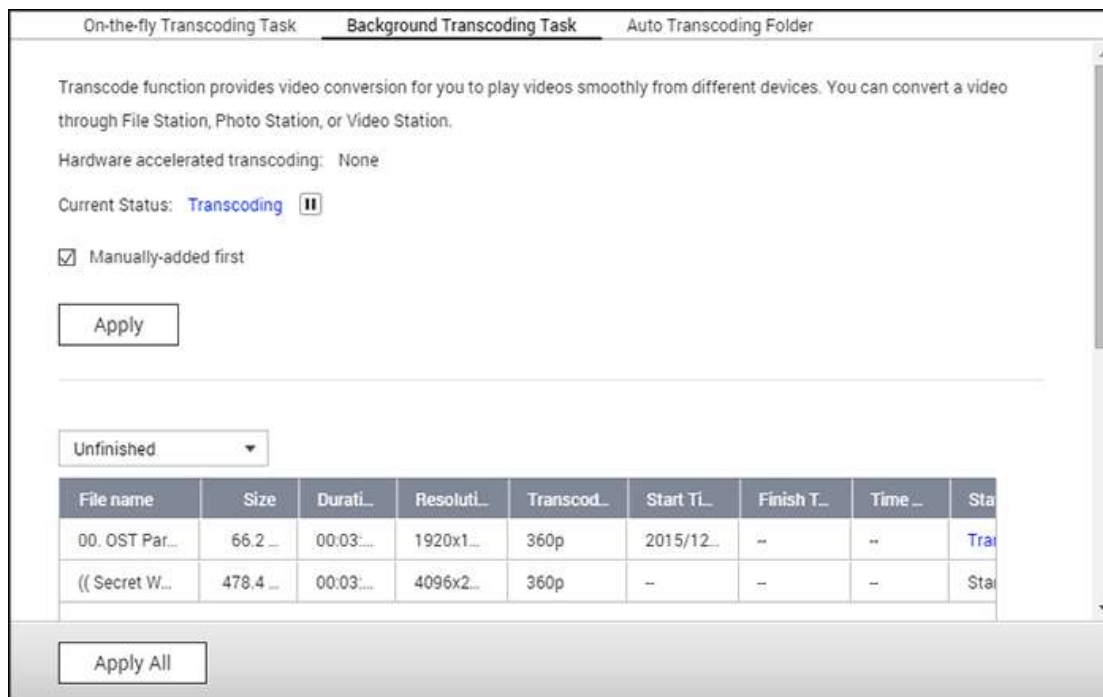 On-the-fly Transcoding Task Background Transcoding Task Auto Transcoding Folder
Transcode function provides video conversion for you to play videos smoothly from different devices. You can convert a video
through File Station, Photo Station, or Video Station.
Hardware accelerated transcoding: None
Current Status: Transcoding
Manually-added first
Apply
Unfinished
File name Size Durati... Resoluti... Transcod... Start Ti... Finish T... Time ... Sta
00. OST Par... 66.2 ... 00:03:... 1920x1... 360p 2015/12... -- -- Tra
(( Secret W... 478.4 ... 00:03:... 4096x2... 360p -- -- -- Sta
Apply All